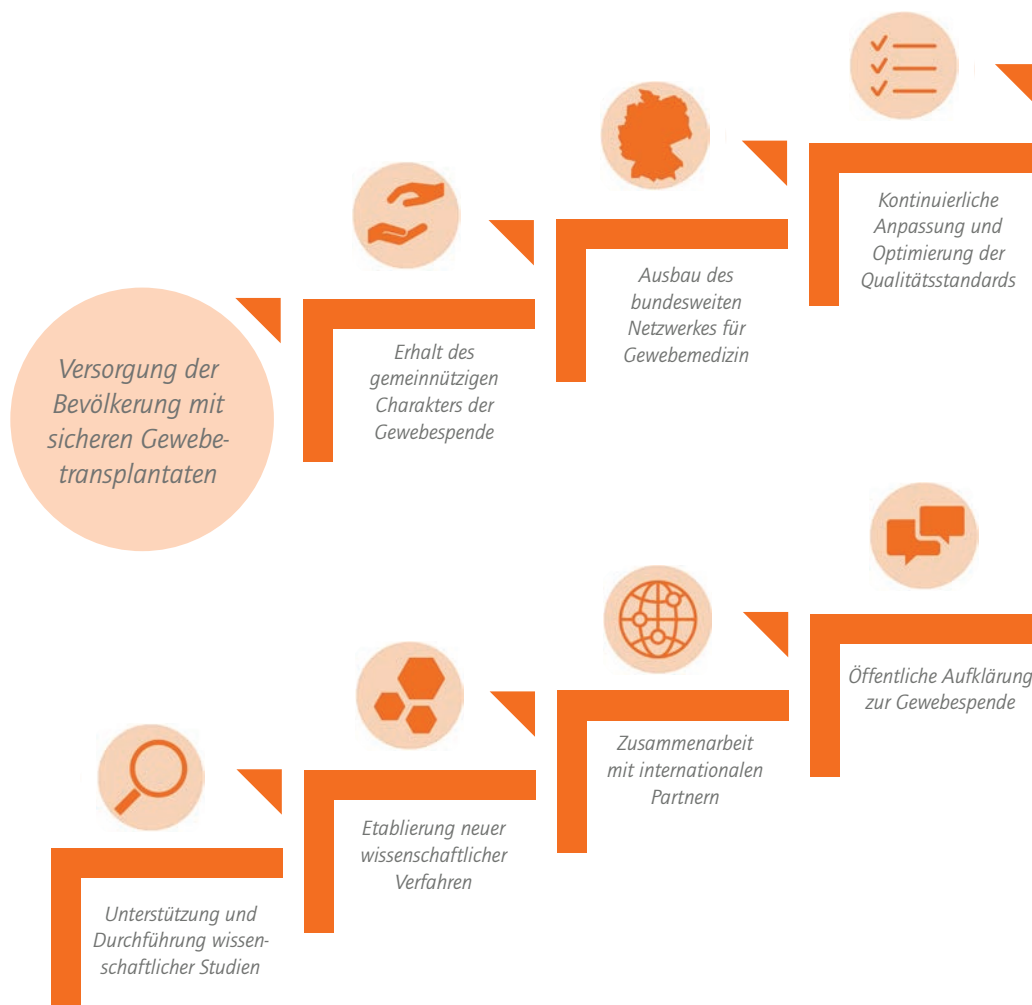 Versorgung der
Bevölkerung mit
sicheren Gewebe-
transplantaten
Erhalt des
gemeinnützigen
Charakters der
Gewebespende
Ausbau des
bundesweiten
Netzwerkes für
Gewebemedizin
Kontinuierliche
Anpassung und
Optimierung der
Qualitätsstandards
Unterstützung und
Durchführung wissen-
schaftlicher Studien
Etablierung neuer
wissenschaftlicher
Verfahren
Zusammenarbeit
mit internationalen
Partnern
Öffentliche Aufklärung
zur Gewebespende